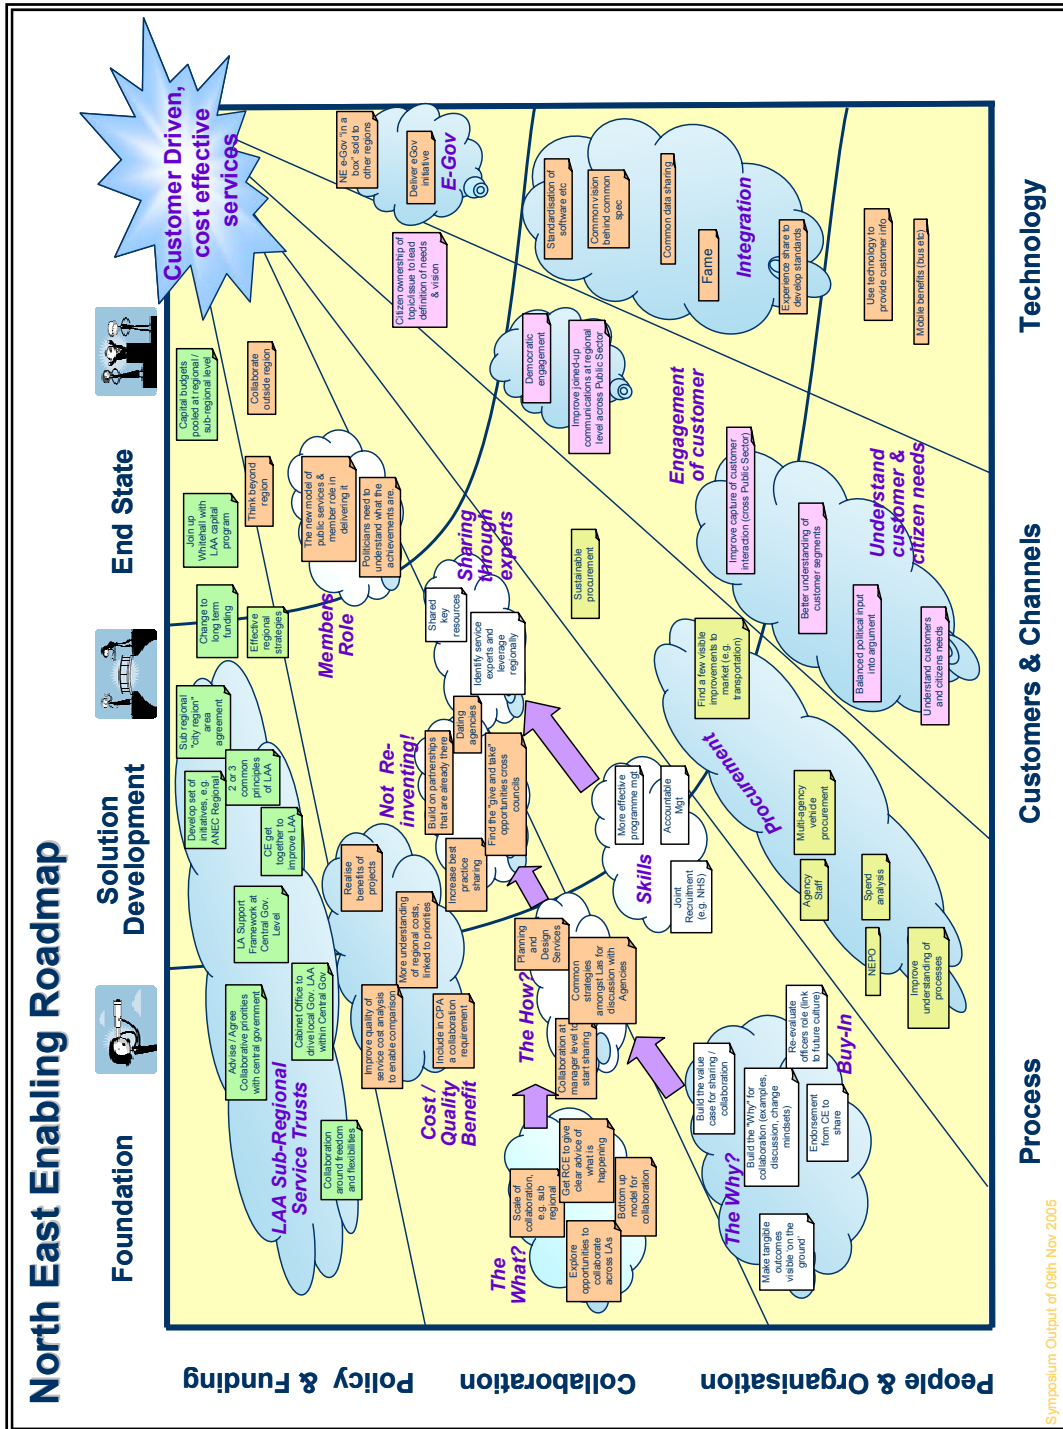 North East Enabling Roadmap
Foundation
Solution
Development
End State
Customer Driven,
cost effective
services
Policy & Funding
Collaboration
People & Organisation
Process
Customers & Channels
Technology
LAA Sub-Regional
Service Trusts
Collaboration
around freedom
and flexibilities
Advise / Agree
Collaborative priorities
with central government
Cabinet Office to
drive local Gov. LAA
within Central Gov
LA Support
Framework at
Central Gov.
Level
CE get
together to
improve LAA
Develop set of
initiatives, e.g.
ANEC Regional
2 or 3
common
principles
of LAA
Sub regional
"city region"
area
agreement
Change to
long term
funding
Effective
regional
strategies
Join up
Whitehall with
LAA capital
program
Think beyond
region
Capital budgets
pooled at regional /
sub-regional level
Collaborate
outside region
Cost /
Quality
Benefit
Improve quality of
service cost analysis
to enable comparison
Include in CPA
a collaboration
requirement
More understanding
of regional costs,
linked to priorities
Realise
benefits of
projects
Members
Role
The new model of
public services &
member role in
delivering it
Politicians need to
understand what the
achievements are.
NE e-Gov "in a
box" sold to
other regions
Deliver eGov
initiative
E-Gov
Citizen ownership of
topic/issue to lead
definition of needs
& vision
The
What?
Scale of
collaboration,
e.g. sub
regional
Get RCE to give
clear advice of
what is
happening
Explore
opportunities to
collaborate
across LAs
Bottom up
model for
collaboration
The How?
Planning
and
Design
Services
Collaboration at
manager level to
start sharing
Common
strategies
amongst Las for
discussion with
Agencies
Not Re-
inventing!
Build on partnerships
that are already there
Dating
agencies
Increase best
practice
sharing
Find the "give and take"
opportunities cross
councils
Sharing
through
experts
Shared
key
resources
Identify service
experts and
leverage
regionally
Sustainable
procurement
Democratic
engagement
Improve joined-up
communications at regional
level across Public Sector
Engagement
of customer
Standardisation of
software etc
Common vision
behind common
spec
Common data sharing
Fame
Integration
Experience share to
develop standards
Use technology to
provide customer info
Mobile benefits (bus etc)
The Why?
Make tangible
outcomes
visible 'on the
ground'
Build the value
case for sharing /
collaboration
Build the "Why" for
collaboration (examples,
discussion, change
mindsets)
Re-evaluate
officers role (link
to future culture)
Endorsement
from CE to
share
Buy-In
Skills
More effective
programme mgt
Accountable
Mgt
Joint
Recruitment
(e.g. NHS)
Procurement
Find a few visible
improvements to
market (e.g.
transportation)
Multi-agency
vehicle
procurement
Agency
Staff
Spend
analysis
NEPO
Improve
understanding of
processes
Improve capture of customer
interaction (cross Public Sector)
Better understanding of
customer segments
Balanced political input
into argument
Understand customers
and citizens needs
Understand
customer &
citizen needs
Symposium Output of 09th Nov 2005